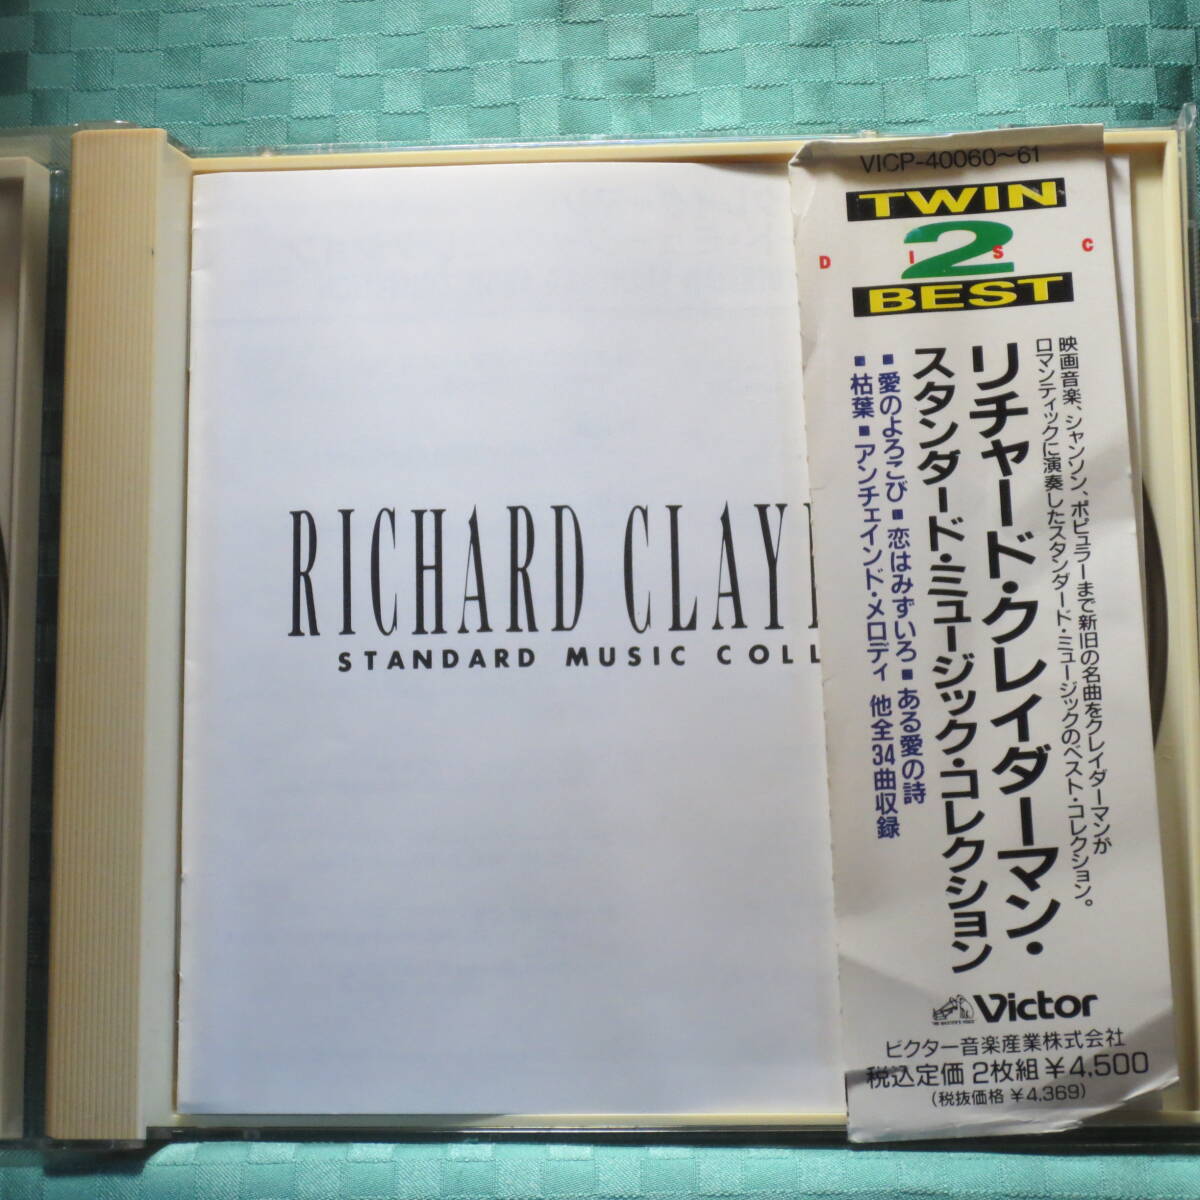 RICHARD CLAY
STANDARD MUSIC COLL
VICP-40060〜61
TWIN
2
DISC
BEST
映画音楽、シャンソン、ポピュラーまで新旧の名曲をクレイダーマンが
ロマンティックに演奏したスタンダード・ミュージックのベスト・コレクション。
リチャード・クレイダーマン・
スタンダード・ミュージック・コレクション
■愛のよろこび■恋はみずいろ■ある愛の詩
■枯葉■アンチェインド・メロディ 他全34曲収録
Victor
ビクター音楽産業株式会社
税込定価 2枚組 ¥4,500
(税抜価格 ¥4,369)